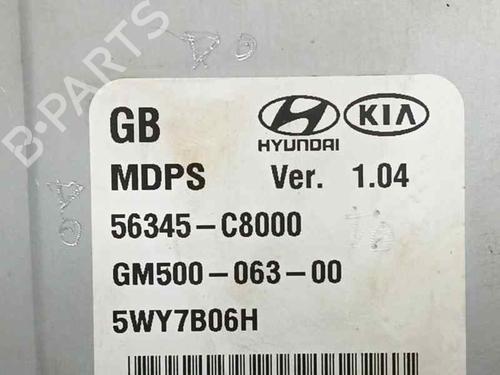 B-PARTS
GB
HYUNDAI
KIA
MDPS Ver. 1.04
56345-C8000
GM500-063-00
5WY7B06H